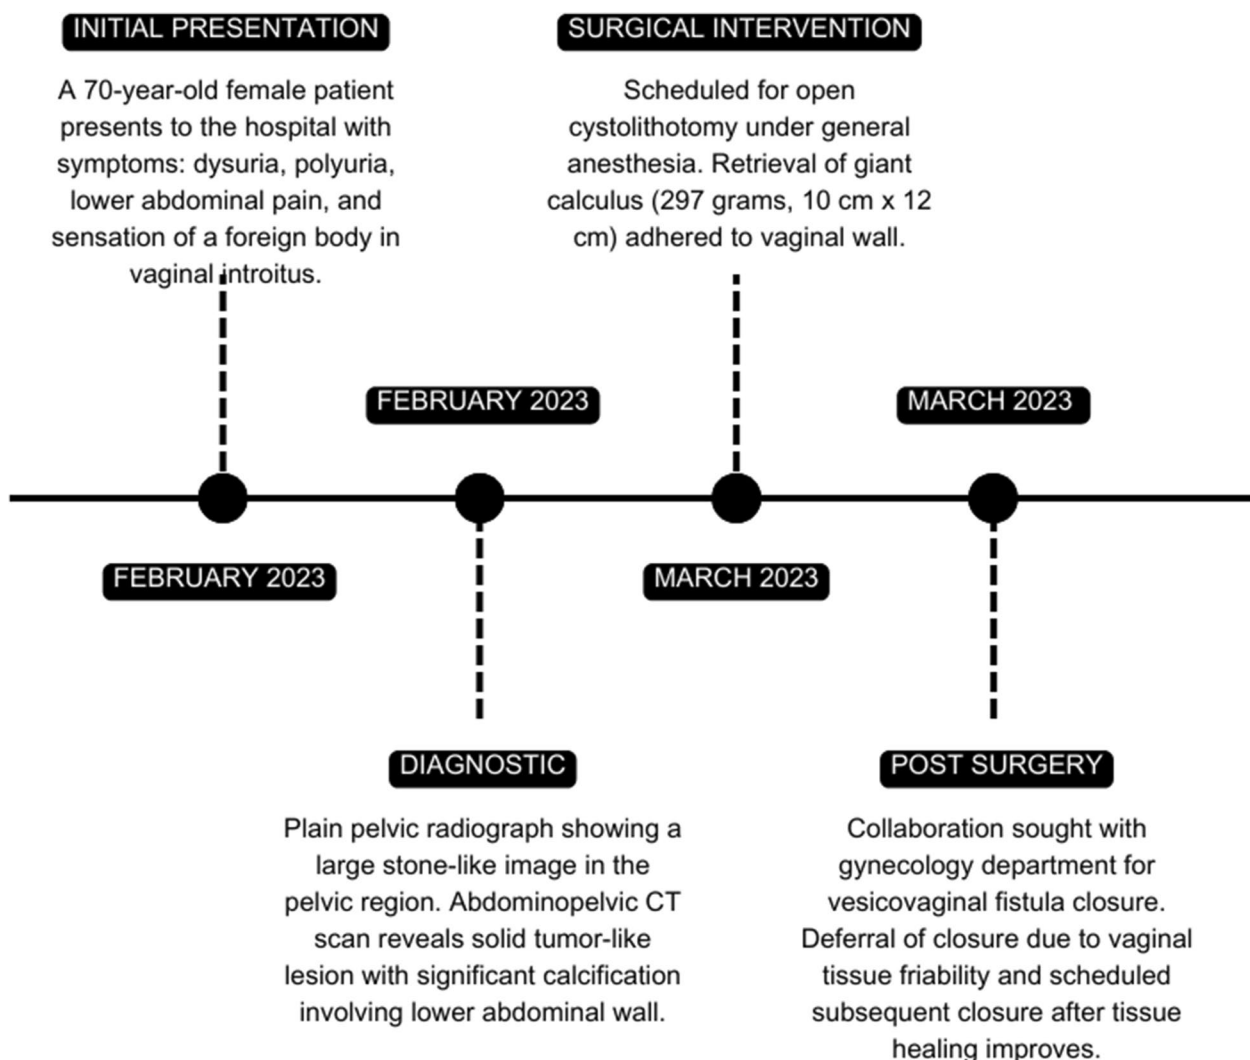 INITIAL PRESENTATION
A 70-year-old female patient
presents to the hospital with
symptoms: dysuria, polyuria,
lower abdominal pain, and
sensation of a foreign body in
vaginal introitus.
SURGICAL INTERVENTION
Scheduled for open
cystolithotomy under general
anesthesia. Retrieval of giant
calculus (297 grams, 10 cm x 12
cm) adhered to vaginal wall.
FEBRUARY 2023
MARCH 2023
FEBRUARY 2023
MARCH 2023
DIAGNOSTIC
Plain pelvic radiograph showing a
large stone-like image in the
pelvic region. Abdominopelvic CT
scan reveals solid tumor-like
lesion with significant calcification
involving lower abdominal wall.
POST SURGERY
Collaboration sought with
gynecology department for
vesicovaginal fistula closure.
Deferral of closure due to vaginal
tissue friability and scheduled
subsequent closure after tissue
healing improves.